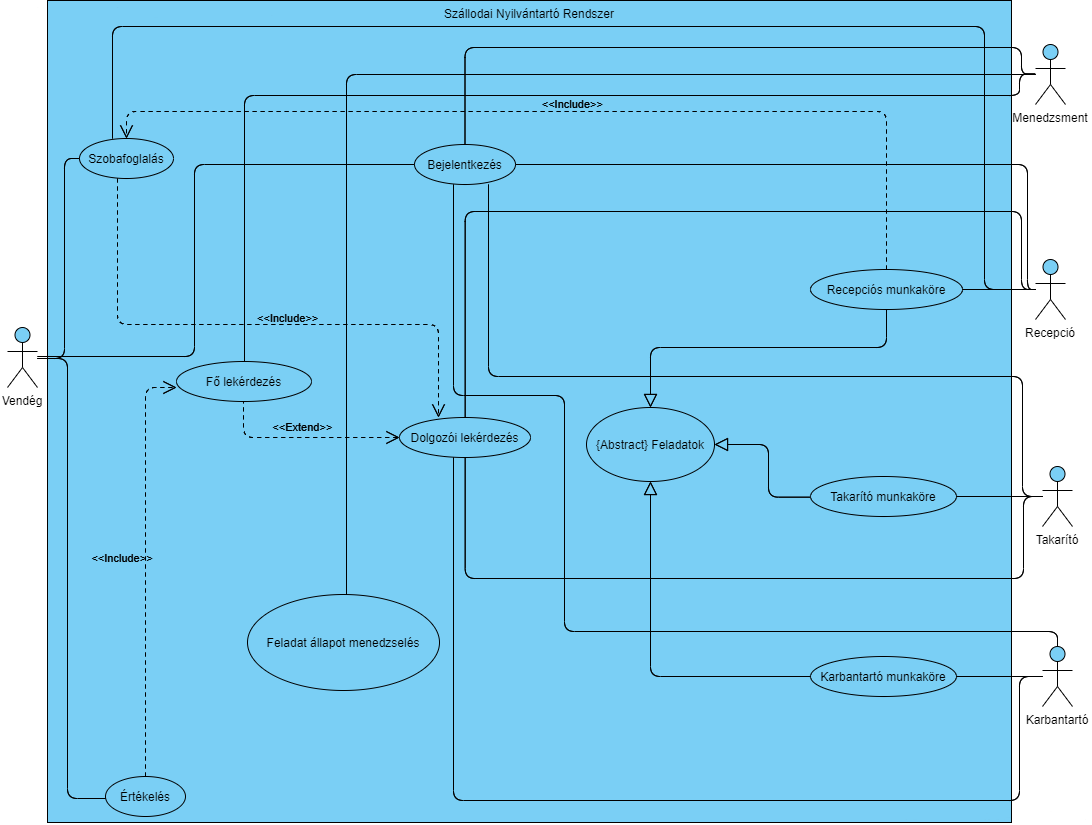 Szállodai Nyilvántartó Rendszer
<<Include>>
Menedzsment
Szobafoglalás
Bejelentkezés
Recepciós munkaköre
<<Include>>
Recepció
Fő lekérdezés
Vendég
<<Extend>>
Dolgozói lekérdezés
{Abstract} Feladatok
Takarító munkaköre
Takarító
<<Include>>
Feladat állapot menedzselés
Karbantartó munkaköre
Karbantartó
Értékelés